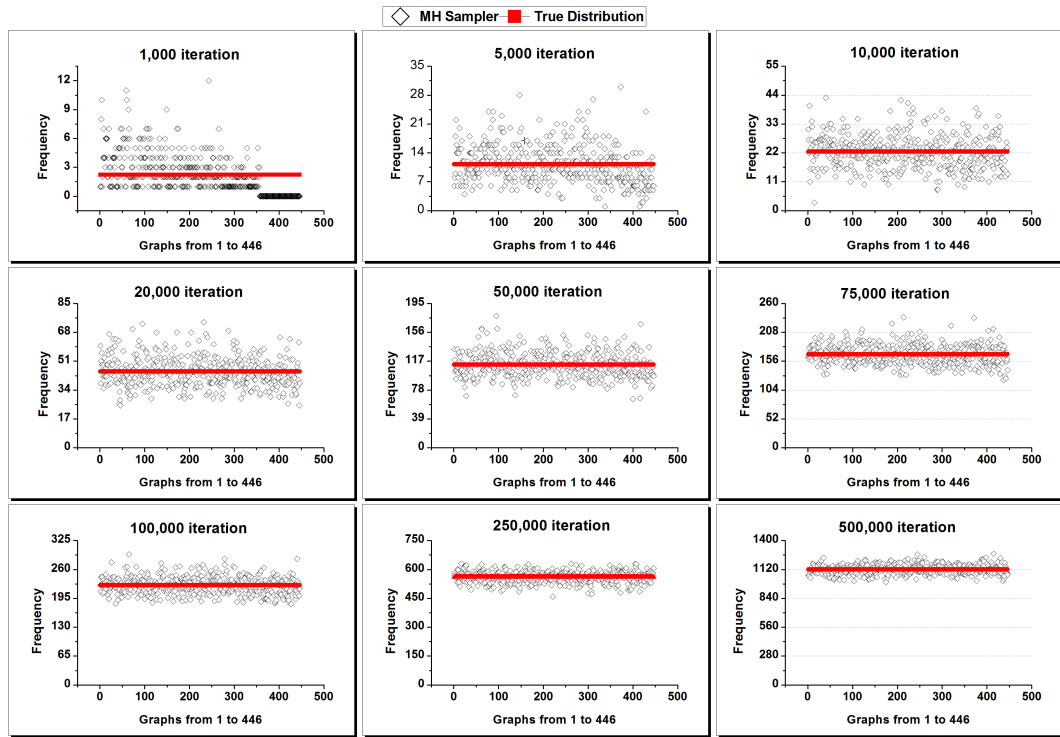 MH Sampler True Distribution
1,000 iteration
Frequency
12
9
6
3
0
0 100 200 300 400 500
Graphs from 1 to 446
5,000 iteration
Frequency
35
28
21
14
7
0
0 100 200 300 400 500
Graphs from 1 to 446
10,000 iteration
Frequency
55
44
33
22
11
0
0 100 200 300 400 500
Graphs from 1 to 446
20,000 iteration
Frequency
85
68
51
34
17
0
0 100 200 300 400 500
Graphs from 1 to 446
50,000 iteration
Frequency
195
156
117
78
39
0
0 100 200 300 400 500
Graphs from 1 to 446
75,000 iteration
Frequency
260
208
156
104
52
0
0 100 200 300 400 500
Graphs from 1 to 446
100,000 iteration
Frequency
325
260
195
130
65
0
0 100 200 300 400 500
Graphs from 1 to 446
250,000 iteration
Frequency
750
600
450
300
150
0
0 100 200 300 400 500
Graphs from 1 to 446
500,000 iteration
Frequency
1400
1120
840
560
280
0
0 100 200 300 400 500
Graphs from 1 to 446